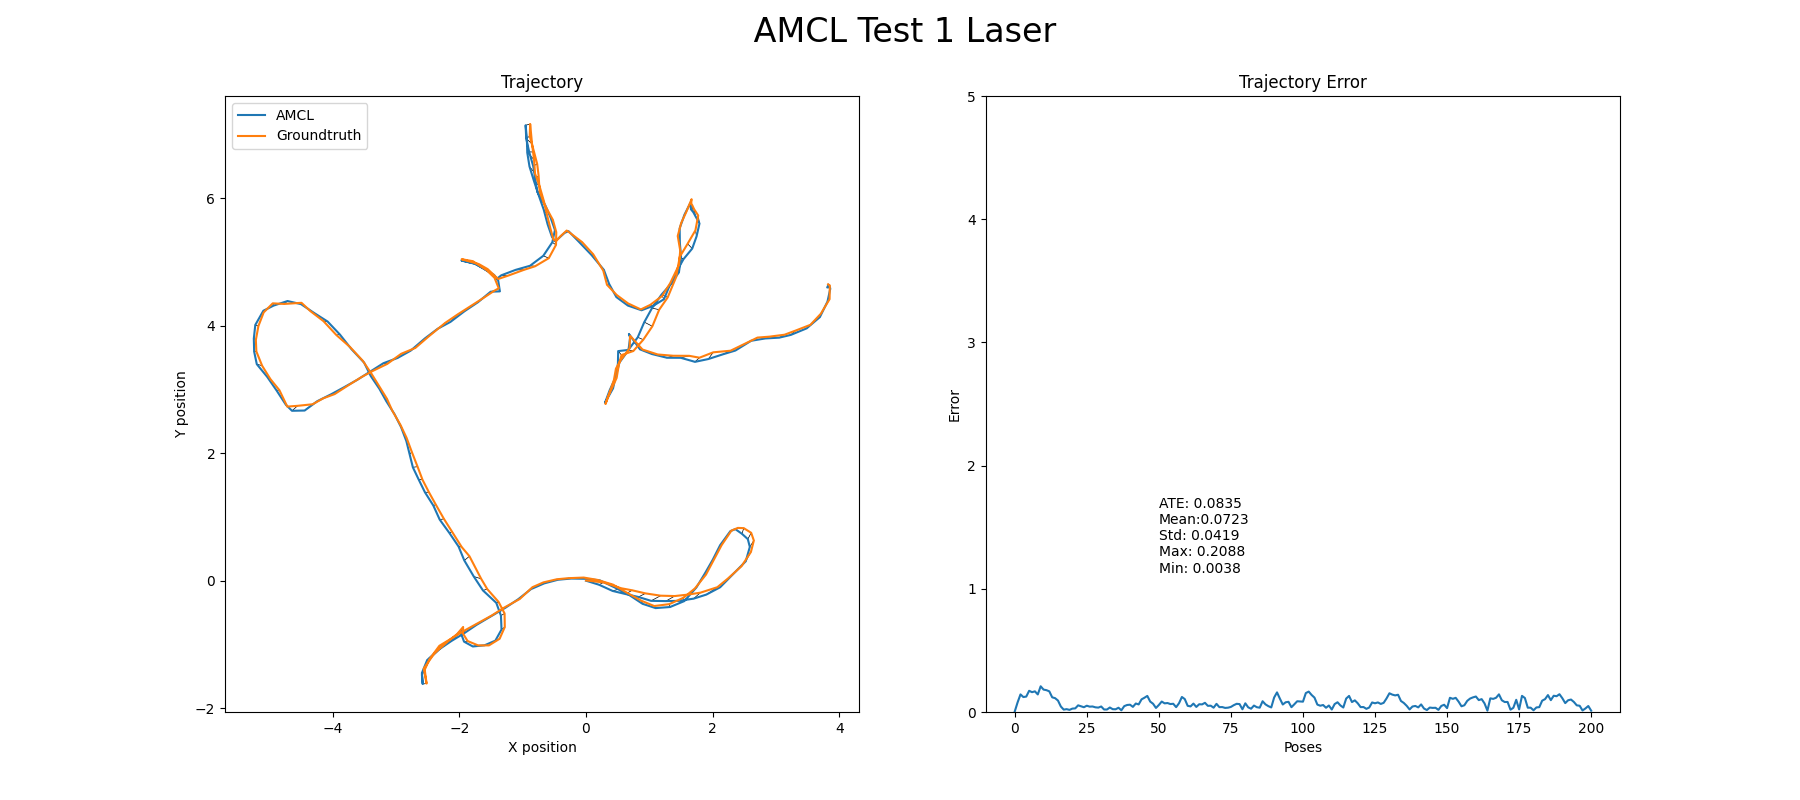 AMCL Test 1 Laser
Trajectory
AMCL
Groundtruth
6
4
2
0
−2
−4
−2
0
2
4
X position
Y position
Trajectory Error
5
4
3
2
1
0
ATE: 0.0835
Mean:0.0723
Std: 0.0419
Max: 0.2088
Min: 0.0038
0
25
50
75
100
125
150
175
200
Poses
Error